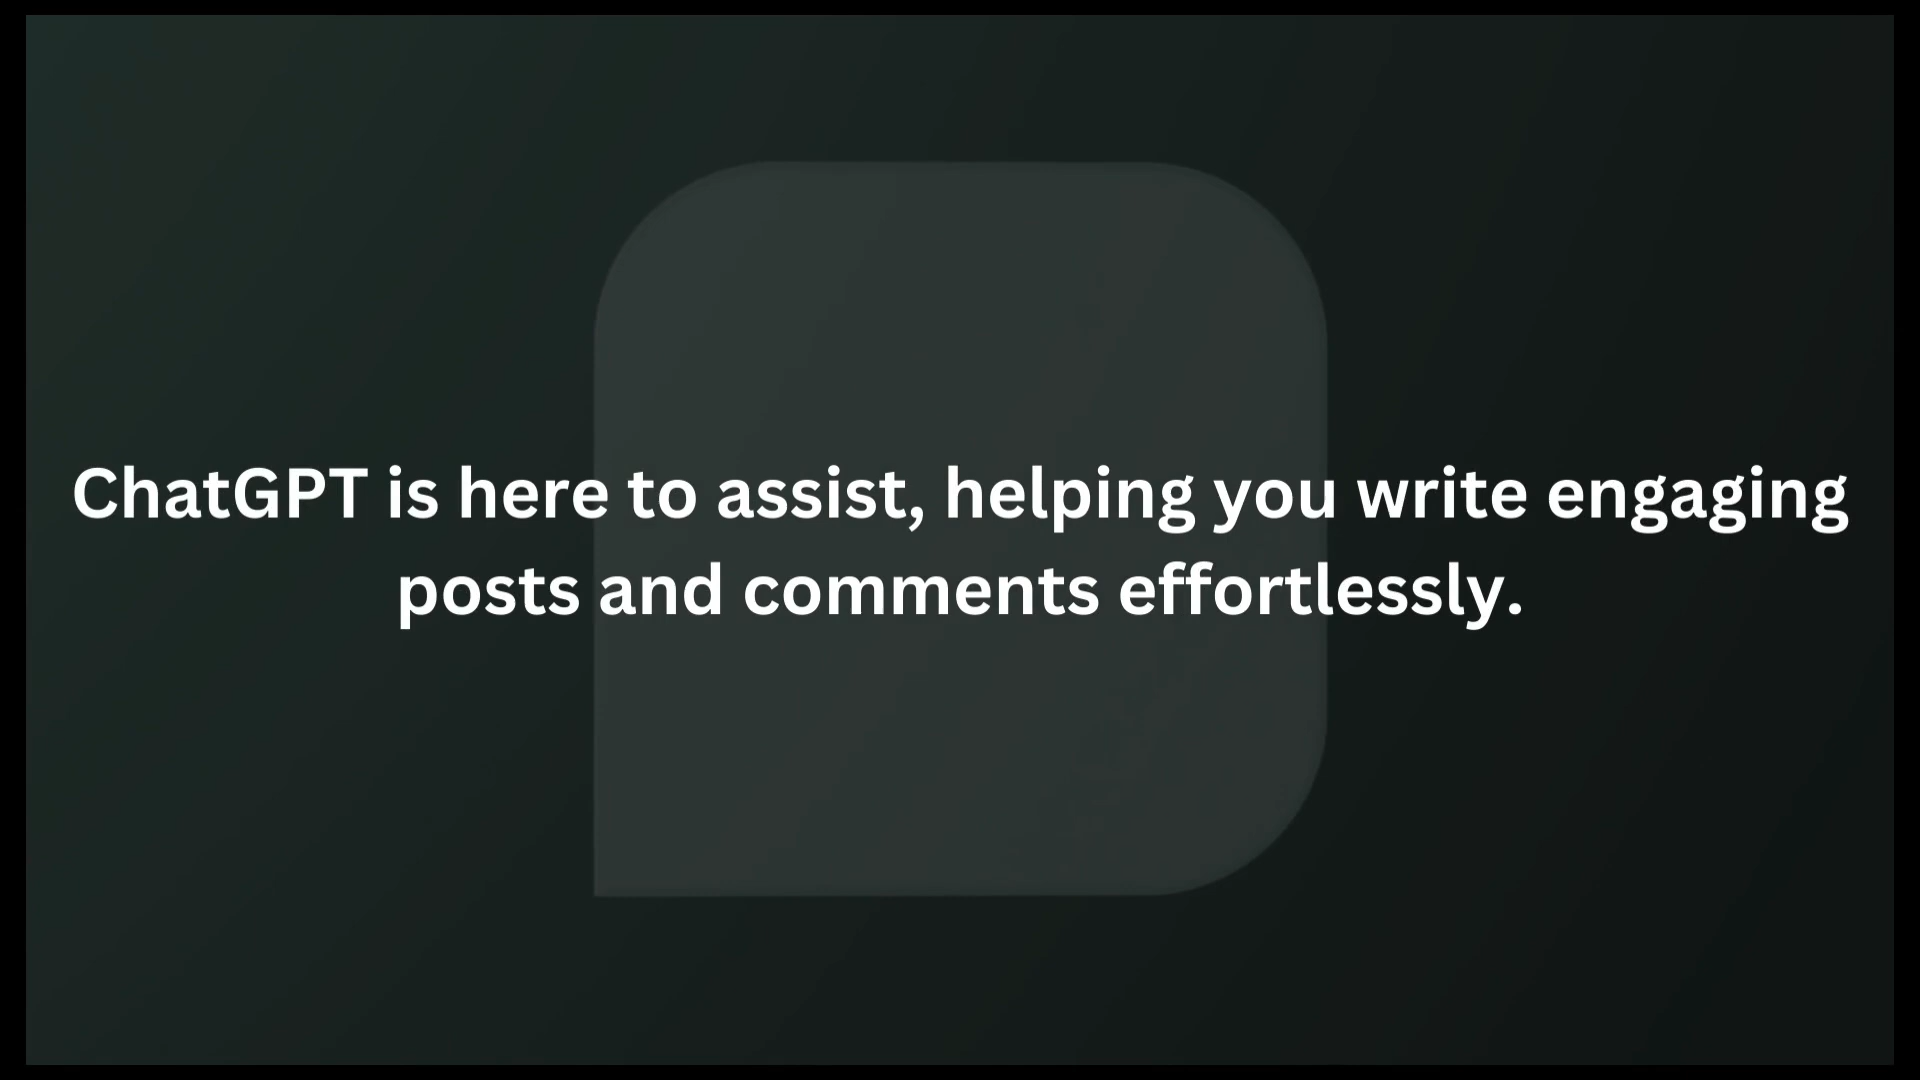 ChatGPT is here to assist, helping you write engaging
posts and comments effortlessly.